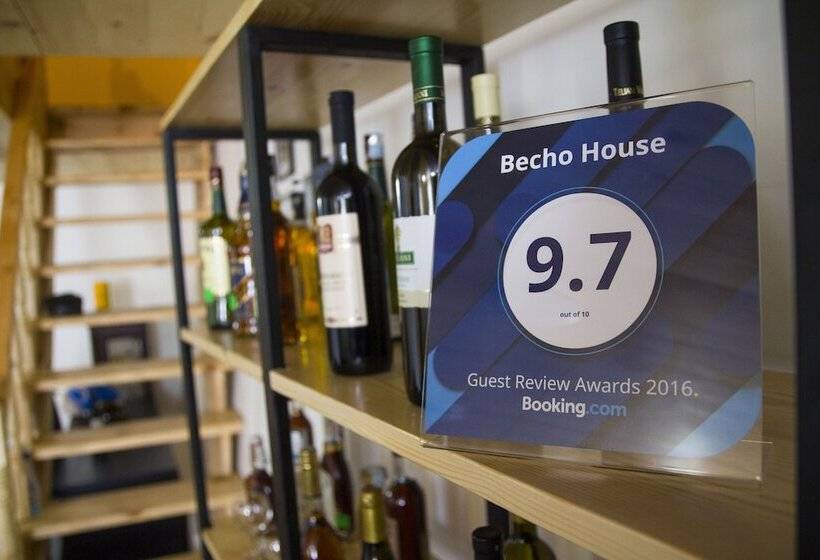 Becho House
9.7
out of 10
Guest Review Awards 2016.
Booking.com